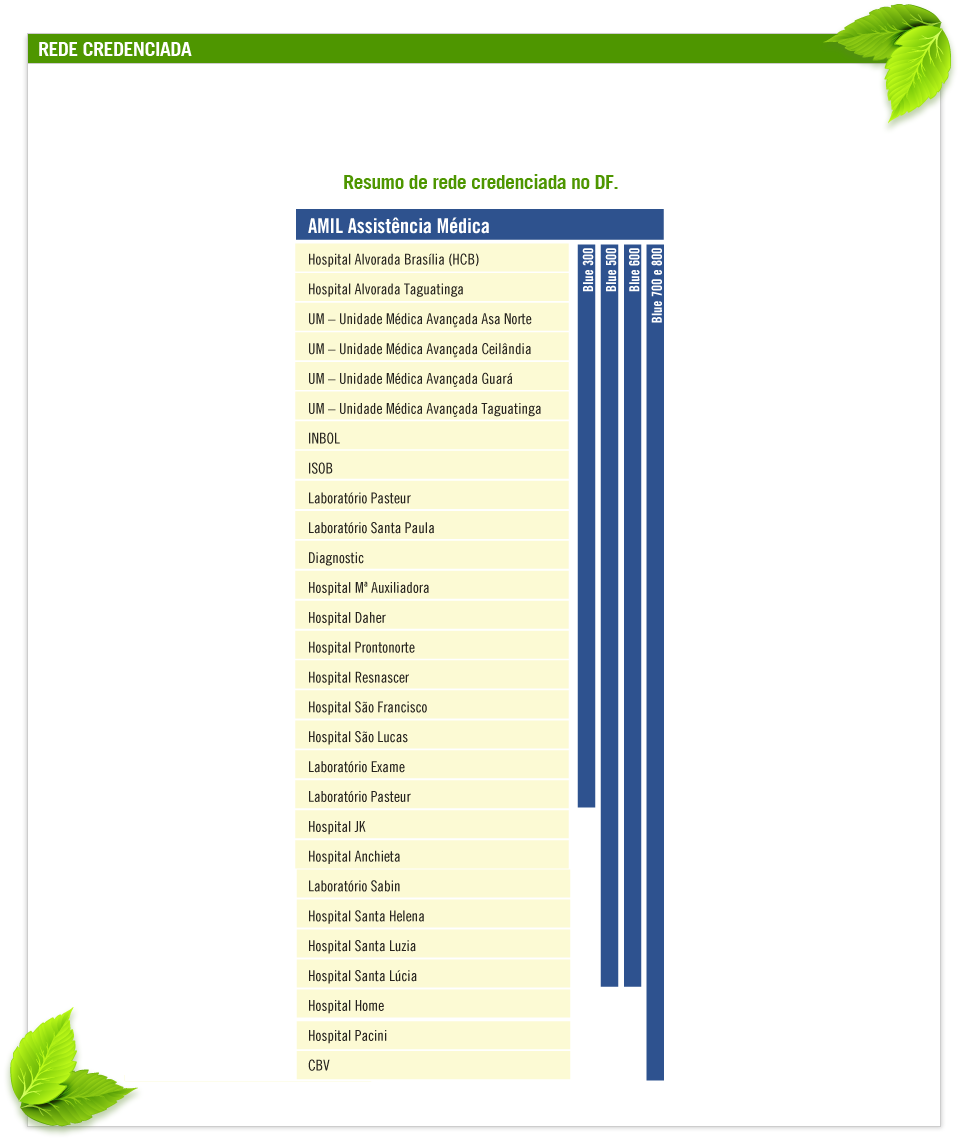 REDE CREDENCIADA
Resumo de rede credenciada no DF.
AMIL Assistência Médica
Blue 300
Blue 500
Blue 600
Blue 700 e 800
Hospital Alvorada Brasília (HCB)
Hospital Alvorada Taguatinga
UM – Unidade Médica Avançada Asa Norte
UM – Unidade Médica Avançada Ceilândia
UM – Unidade Médica Avançada Guará
UM – Unidade Médica Avançada Taguatinga
INBOL
ISOB
Laboratório Pasteur
Laboratório Santa Paula
Diagnostic
Hospital Mª Auxiliadora
Hospital Daher
Hospital Prontonorte
Hospital Resnascer
Hospital São Francisco
Hospital São Lucas
Laboratório Exame
Laboratório Pasteur
Hospital JK
Hospital Anchieta
Laboratório Sabin
Hospital Santa Helena
Hospital Santa Luzia
Hospital Santa Lúcia
Hospital Home
Hospital Pacini
CBV